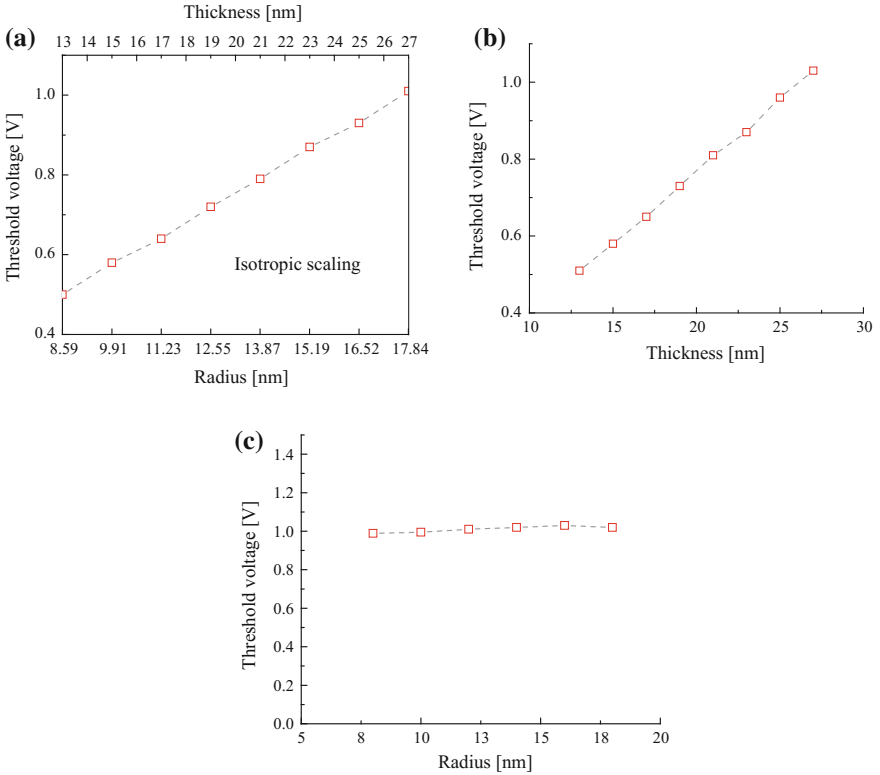 Thickness [nm]
(a)
13 14 15 16 17 18 19 20 21 22 23 24 25 26 27
1.0
0.8
0.6
0.4
Threshold voltage [V]
Isotropic scaling
8.59 9.91 11.23 12.55 13.87 15.19 16.52 17.84
Radius [nm]
(b)
1.0
0.8
0.6
0.4
Threshold voltage [V]
10 15 20 25 30
Thickness [nm]
(c)
1.4
1.2
1.0
0.8
0.6
0.4
0.2
0.0
Threshold voltage [V]
5 8 10 13 15 18 20
Radius [nm]